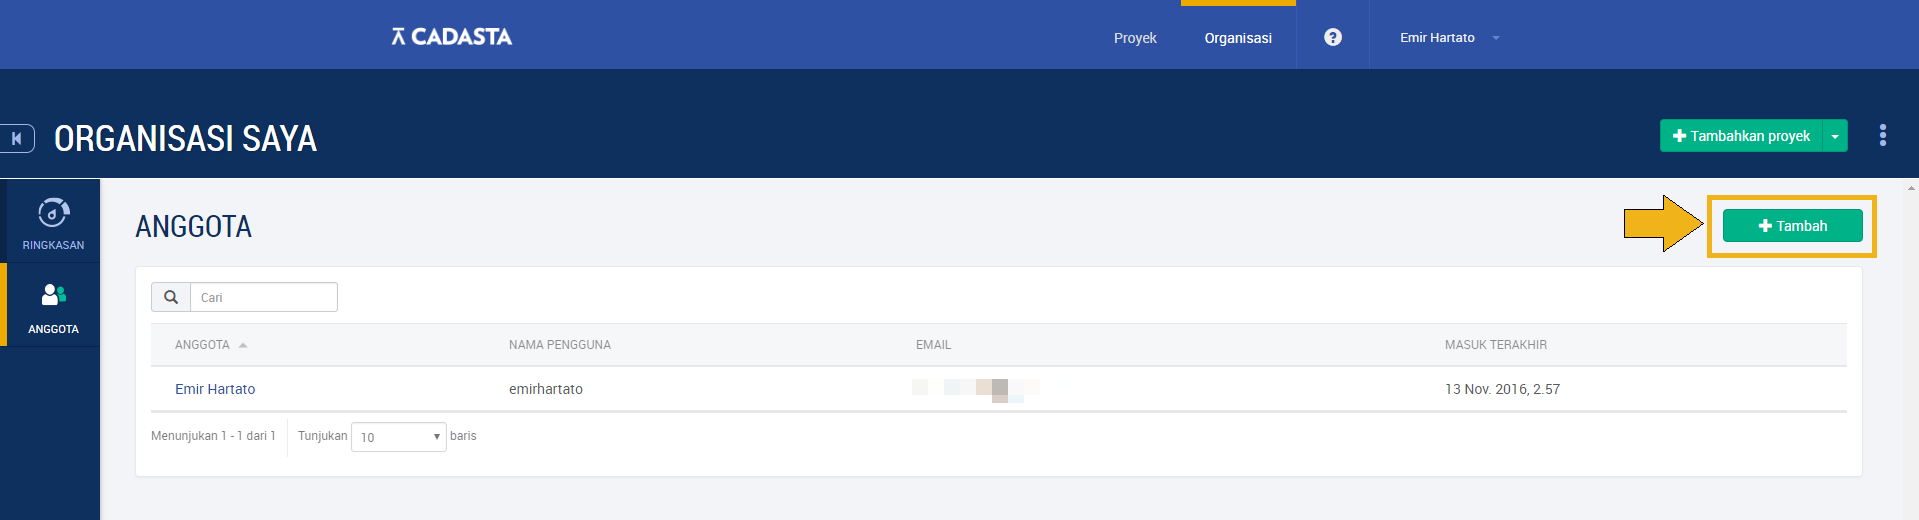 CADASTA
Proyek
Organisasi
?
Emir Hartato
ORGANISASI SAYA
Tambahkan proyek
RINGKASAN
ANGGOTA
ANGGOTA
Tambah
Cari
ANGGOTA
NAMA PENGGUNA
EMAIL
MASUK TERAKHIR
Emir Hartato
emirhartato
13 Nov. 2016, 2.57
Menunjukan 1 - 1 dari 1
Tunjukan 10 baris